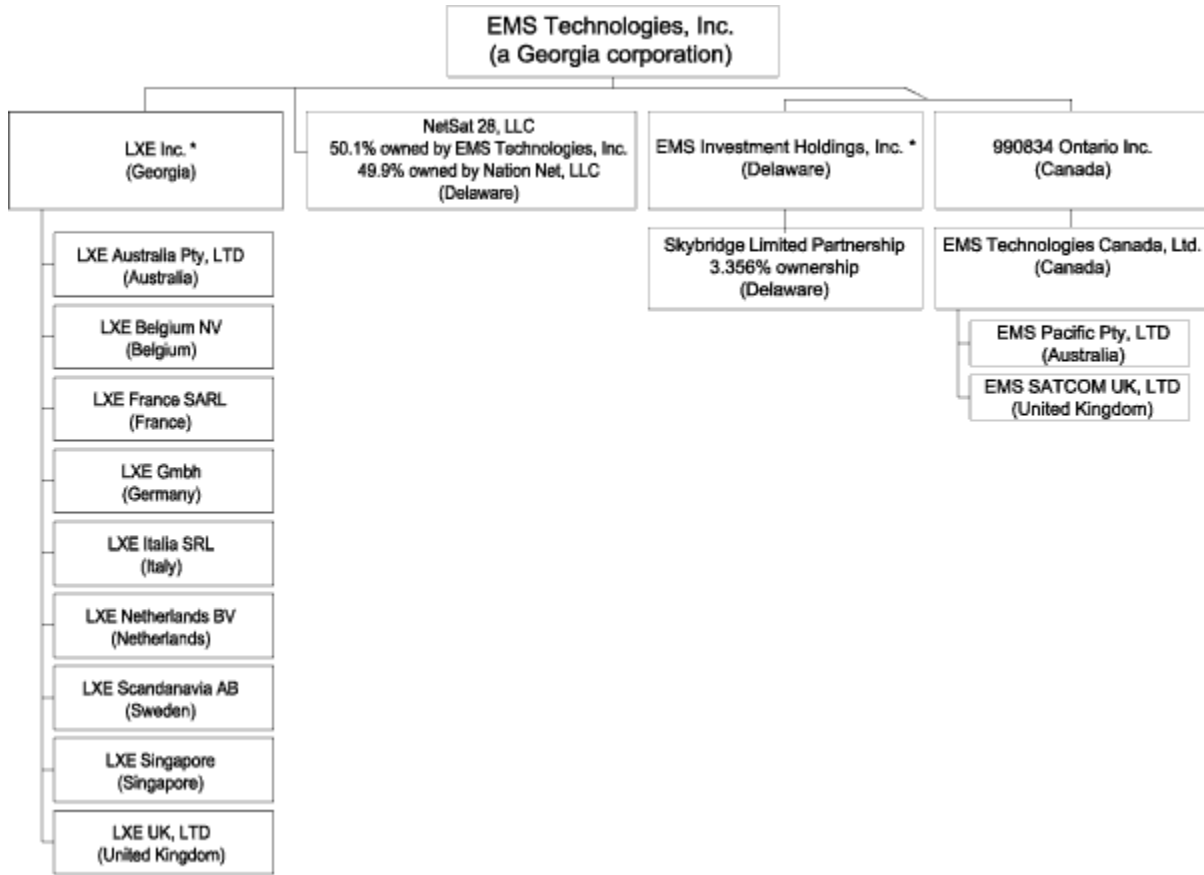 EMS Technologies, Inc.
(a Georgia corporation)
LXE Inc. *
(Georgia)
NetSat 28, LLC
50.1% owned by EMS Technologies, Inc.
49.9% owned by Nation Net, LLC
(Delaware)
EMS Investment Holdings, Inc. *
(Delaware)
990834 Ontario Inc.
(Canada)
LXE Australia Pty, LTD
(Australia)
LXE Belgium NV
(Belgium)
LXE France SARL
(France)
LXE Gmbh
(Germany)
LXE Italia SRL
(Italy)
LXE Netherlands BV
(Netherlands)
LXE Scandanavia AB
(Sweden)
LXE Singapore
(Singapore)
LXE UK, LTD
(United Kingdom)
Skybridge Limited Partnership
3.356% ownership
(Delaware)
EMS Technologies Canada, Ltd.
(Canada)
EMS Pacific Pty, LTD
(Australia)
EMS SATCOM UK, LTD
(United Kingdom)